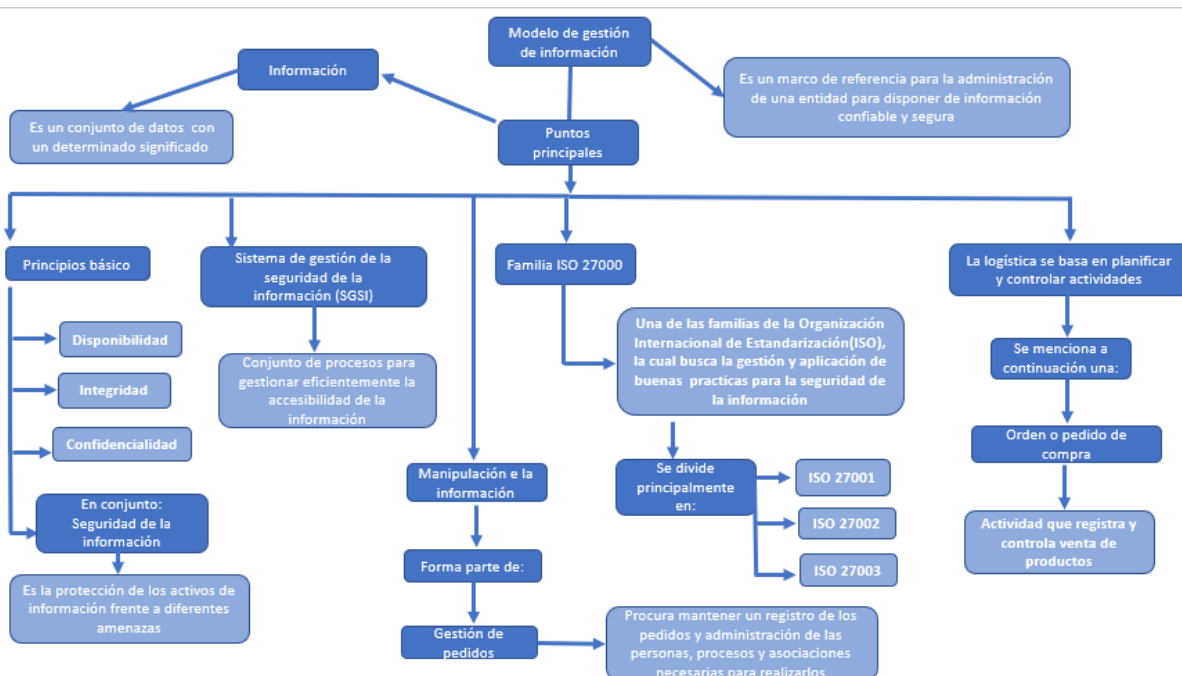 Modelo de gestión
de información
Información
Es un marco de referencia para la administración
de una entidad para disponer de información
confiable y segura
Es un conjunto de datos con
un determinado significado
Puntos
principales
Principios básico
Sistema de gestión de la
seguridad de la
información (SGSI)
Familia ISO 27000
La logística se basa en planificar
y controlar actividades
Disponibilidad
Integridad
Confidencialidad
Conjunto de procesos para
gestionar eficientemente la
accesibilidad de la
información
Una de las familias de la Organización
Internacional de Estandarización(ISO),
la cual busca la gestión y aplicación de
buenas practicas para la seguridad de
la información
Se menciona a
continuación una:
Orden o pedido de
compra
En conjunto:
Seguridad de la
información
Manipulación e la
información
Se divide
principalmente
en:
ISO 27001
ISO 27002
ISO 27003
Actividad que registra y
controla venta de
productos
Es la protección de los activos de
información frente a diferentes
amenazas
Forma parte de:
Gestión de
pedidos
Procura mantener un registro de los
pedidos y administración de las
personas, procesos y asociaciones
necesarias para realizarlos